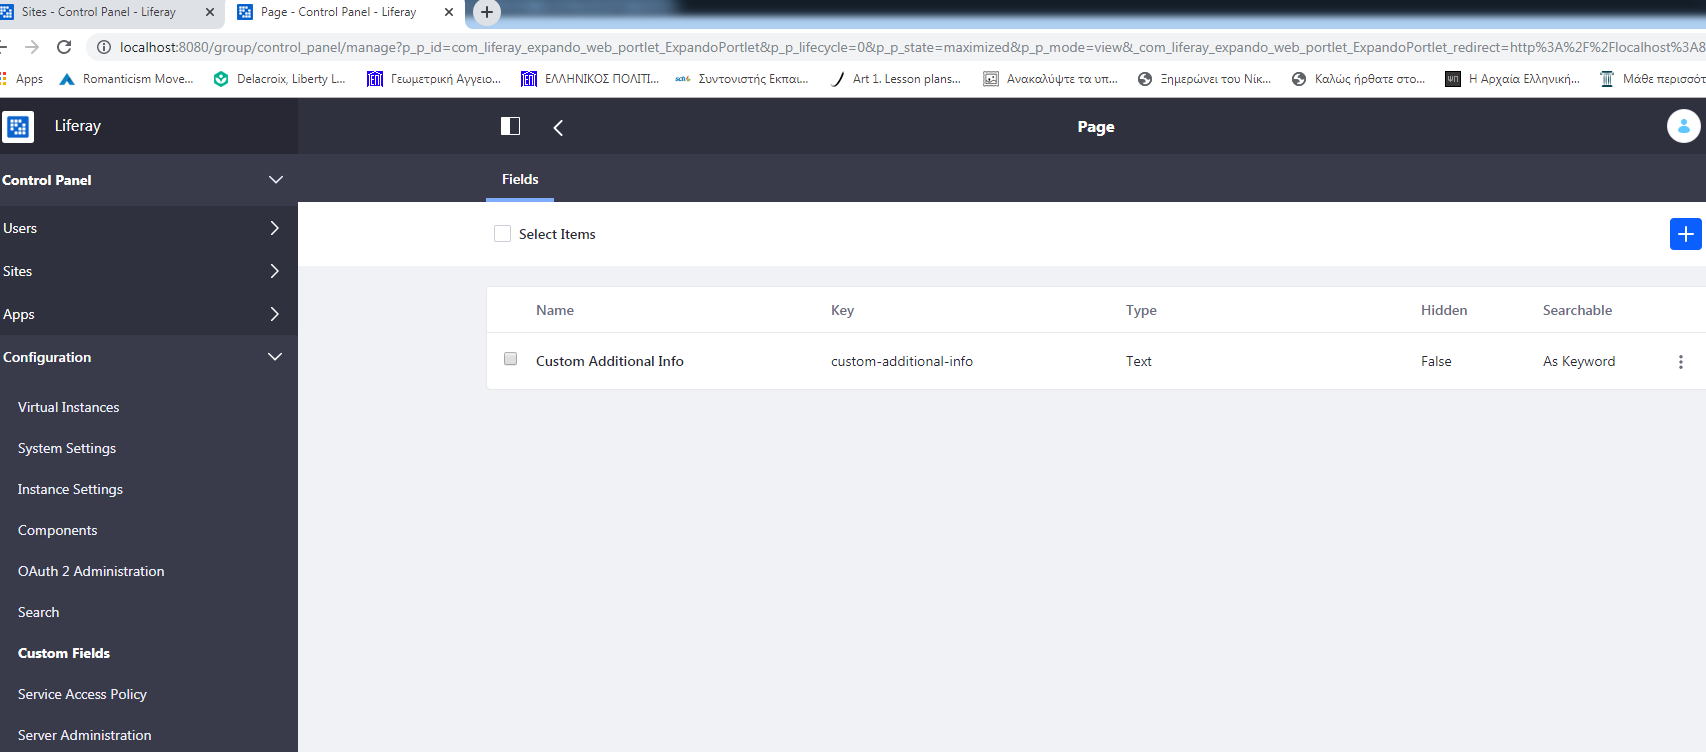 Sites - Control Panel - Liferay
Page - Control Panel - Liferay
localhost:8080/group/control_panel/manage?p_p_id=com_liferay_expando_web_portlet_ExpandoPortlet&p_p_lifecycle=0&p_p_state=maximized&p_p_mode=view&_com_liferay_expando_web_portlet_ExpandoPortlet_redirect=http%3A%2F%2Flocalhost%3A8
Apps Romanticism Move... Delacroix, Liberty L... Γεωμετρική Αγγειο... ΕΛΛΗΝΙΚΟΣ ΠΟΛΙΤΙ... Συντονιστής Εκπαι... Art 1. Lesson plans... Ανακαλύψτε τα υπ... Ξημερώνει του Νίκ... Καλώς ήρθατε στο... Η Αρχαία Ελληνική... Μάθε περισσότ
Liferay
Page
Control Panel
Fields
Users
Select Items
Sites
Apps
Configuration
Name Key Type Hidden Searchable
Custom Additional Info custom-additional-info Text False As Keyword
Virtual Instances
System Settings
Instance Settings
Components
OAuth 2 Administration
Search
Custom Fields
Service Access Policy
Server Administration